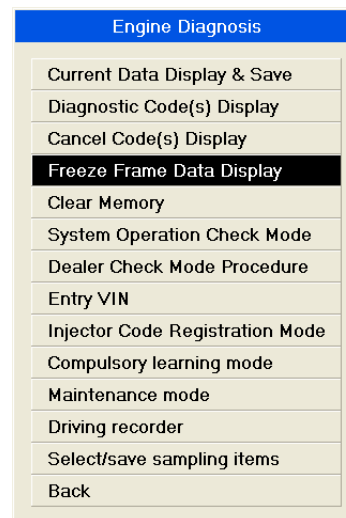 Engine Diagnosis
Current Data Display & Save
Diagnostic Code(s) Display
Cancel Code(s) Display
Freeze Frame Data Display
Clear Memory
System Operation Check Mode
Dealer Check Mode Procedure
Entry VIN
Injector Code Registration Mode
Compulsory learning mode
Maintenance mode
Driving recorder
Select/save sampling items
Back